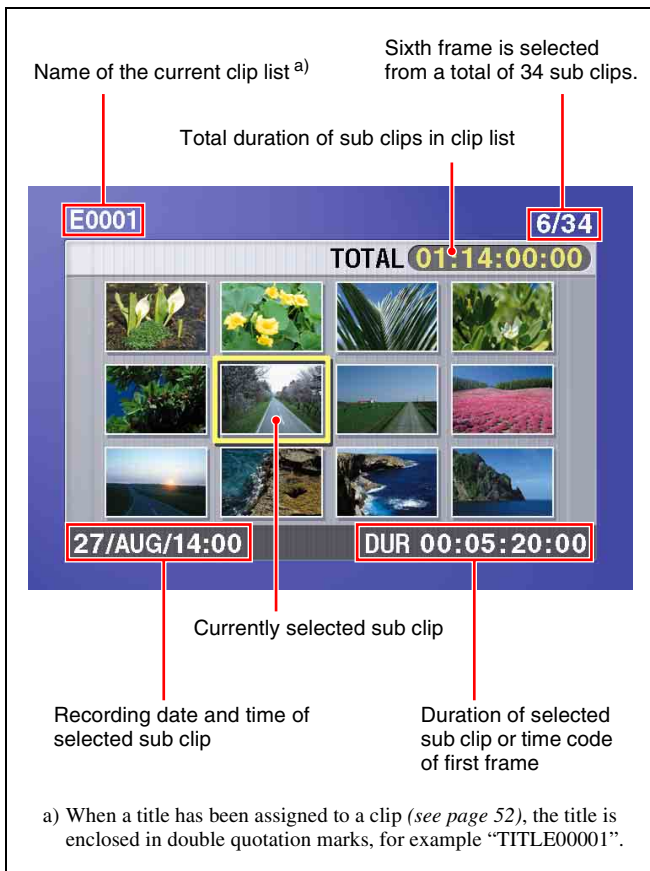 Sixth frame is selected
from a total of 34 sub clips.
Name of the current clip list a)
Total duration of sub clips in clip list
E0001
6/34
TOTAL 01:14:00:00
27/AUG/14:00
DUR 00:05:20:00
Currently selected sub clip
Recording date and time of
selected sub clip
Duration of selected
sub clip or time code
of first frame
a) When a title has been assigned to a clip (see page 52), the title is
enclosed in double quotation marks, for example “TITLE00001”.